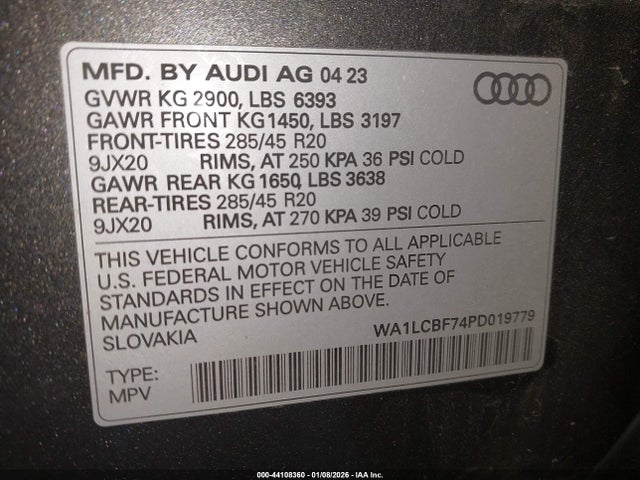 MFD. BY AUDI AG 04 23
GVWR KG 2900, LBS 6393
GAWR FRONT KG 1450, LBS 3197
FRONT-TIRES 285/45 R20
9JX20 RIMS, AT 250 KPA 36 PSI COLD
GAWR REAR KG 1650, LBS 3638
REAR-TIRES 285/45 R20
9JX20 RIMS, AT 270 KPA 39 PSI COLD
THIS VEHICLE CONFORMS TO ALL APPLICABLE
U.S. FEDERAL MOTOR VEHICLE SAFETY
STANDARDS IN EFFECT ON THE DATE OF
MANUFACTURE SHOWN ABOVE.
SLOVAKIA
WA1LCBF74PD019779
TYPE:
MPV
000-44108360 - 01/08/2026 - IAA Inc.